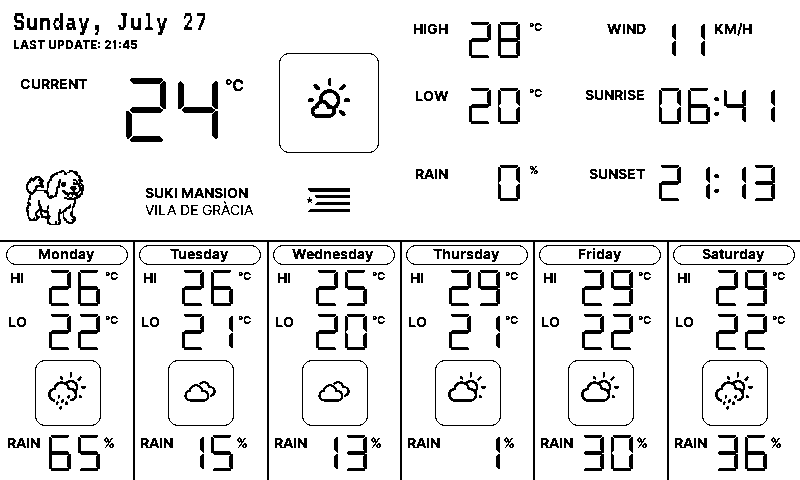 Sunday, July 27
LAST UPDATE: 21:45
CURRENT 24 °C
HIGH 28 °C
LOW 20 °C
RAIN 0 %
WIND 11 KM/H
SUNRISE 06:41
SUNSET 21:13
SUKI MANSION
VILA DE GRÀCIA
Monday
HI 26 °C
LO 22 °C
RAIN 65 %
Tuesday
HI 26 °C
LO 21 °C
RAIN 15 %
Wednesday
HI 25 °C
LO 20 °C
RAIN 13 %
Thursday
HI 29 °C
LO 21 °C
RAIN 1 %
Friday
HI 29 °C
LO 22 °C
RAIN 30 %
Saturday
HI 29 °C
LO 22 °C
RAIN 36 %